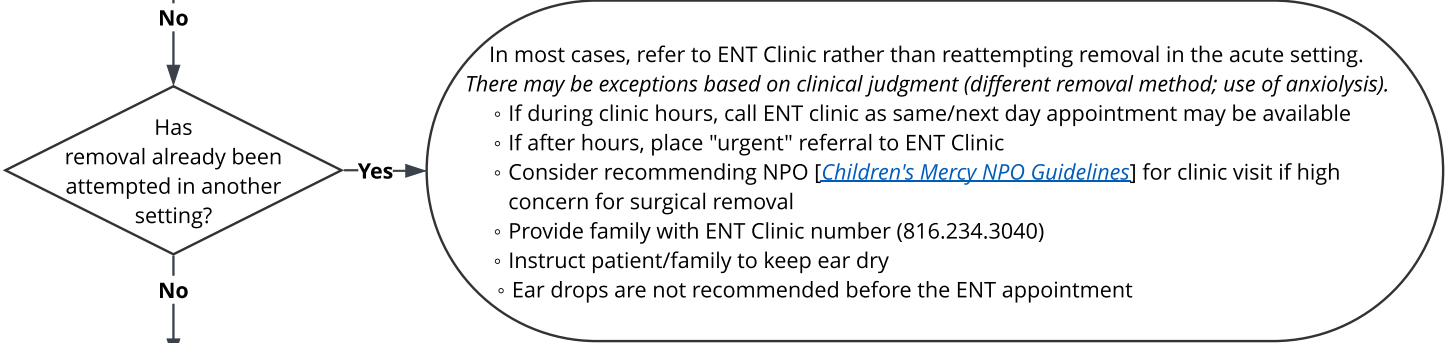 No
Has
removal already been
attempted in another
setting?
Yes
In most cases, refer to ENT Clinic rather than reattempting removal in the acute setting.
There may be exceptions based on clinical judgment (different removal method; use of anxiolysis).
◦ If during clinic hours, call ENT clinic as same/next day appointment may be available
◦ If after hours, place "urgent" referral to ENT Clinic
◦ Consider recommending NPO [Children's Mercy NPO Guidelines] for clinic visit if high
concern for surgical removal
◦ Provide family with ENT Clinic number (816.234.3040)
◦ Instruct patient/family to keep ear dry
◦ Ear drops are not recommended before the ENT appointment
No